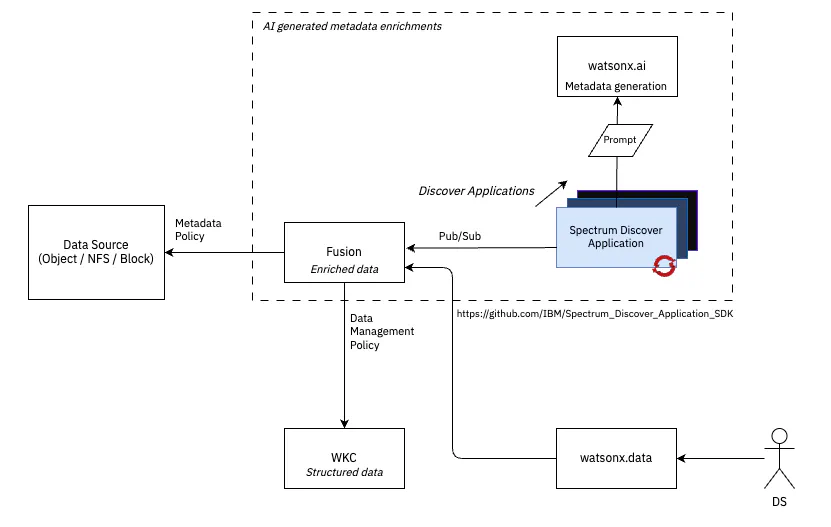 AI generated metadata enrichments
watsonx.ai
Metadata generation
Prompt
Discover Applications
Spectrum Discover
Application
Pub/Sub
Metadata
Policy
Data Source
(Object / NFS / Block)
Fusion
Enriched data
https://github.com/IBM/Spectrum_Discover_Application_SDK
Data
Management
Policy
WKC
Structured data
watsonx.data
DS